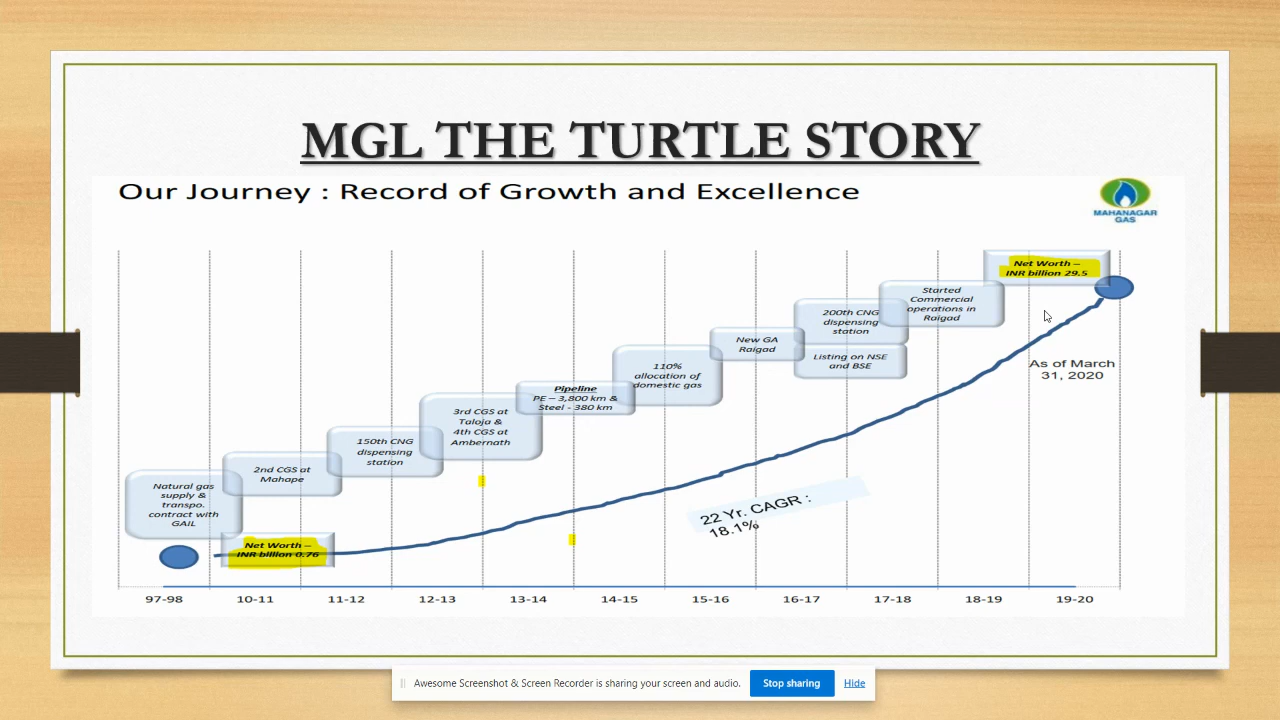 MGL THE TURTLE STORY
Our Journey : Record of Growth and Excellence
MAHANAGAR
GAS
Net Worth –
INR billion 29.5
Started
Commercial
operations in
Raigad
200th CNG
dispensing
station
Listing on NSE
and BSE
New GA
Raigad
110%
allocation of
domestic gas
Pipeline
PE – 3,800 km &
Steel - 380 km
3rd CGS at
Taloja &
4th CGS at
Ambernath
150th CNG
dispensing
station
2nd CGS at
Mahape
Natural gas
supply &
transpo.
contract with
GAIL
Net Worth –
INR billion 0.76
As of March
31, 2020
22 Yr. CAGR :
18.1%
97-98 10-11 11-12 12-13 13-14 14-15 15-16 16-17 17-18 18-19 19-20
Awesome Screenshot & Screen Recorder is sharing your screen and audio. Stop sharing Hide